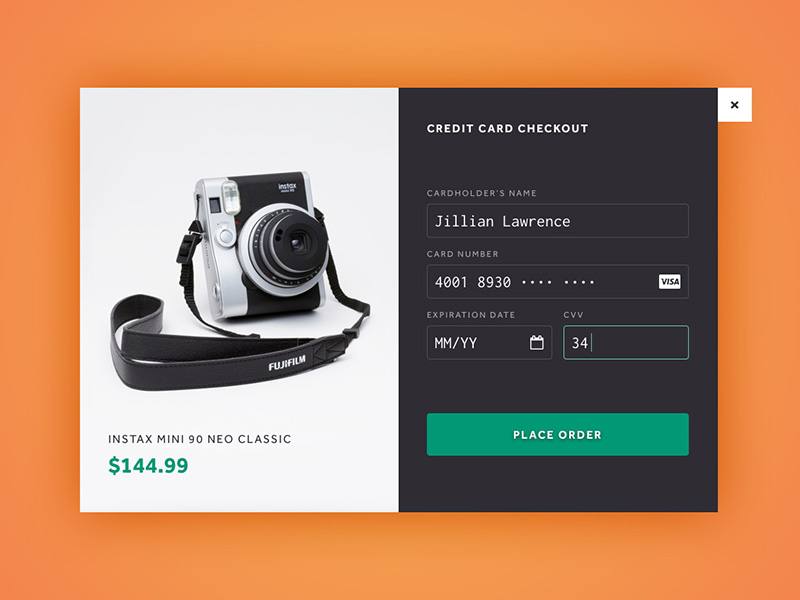 instax
FUJIFILM
INSTAX MINI 90 NEO CLASSIC
$144.99
×
CREDIT CARD CHECKOUT
CARDHOLDER'S NAME
Jillian Lawrence
CARD NUMBER
4001 8930 •••• •••• VISA
EXPIRATION DATE CVV
MM/YY 34
PLACE ORDER